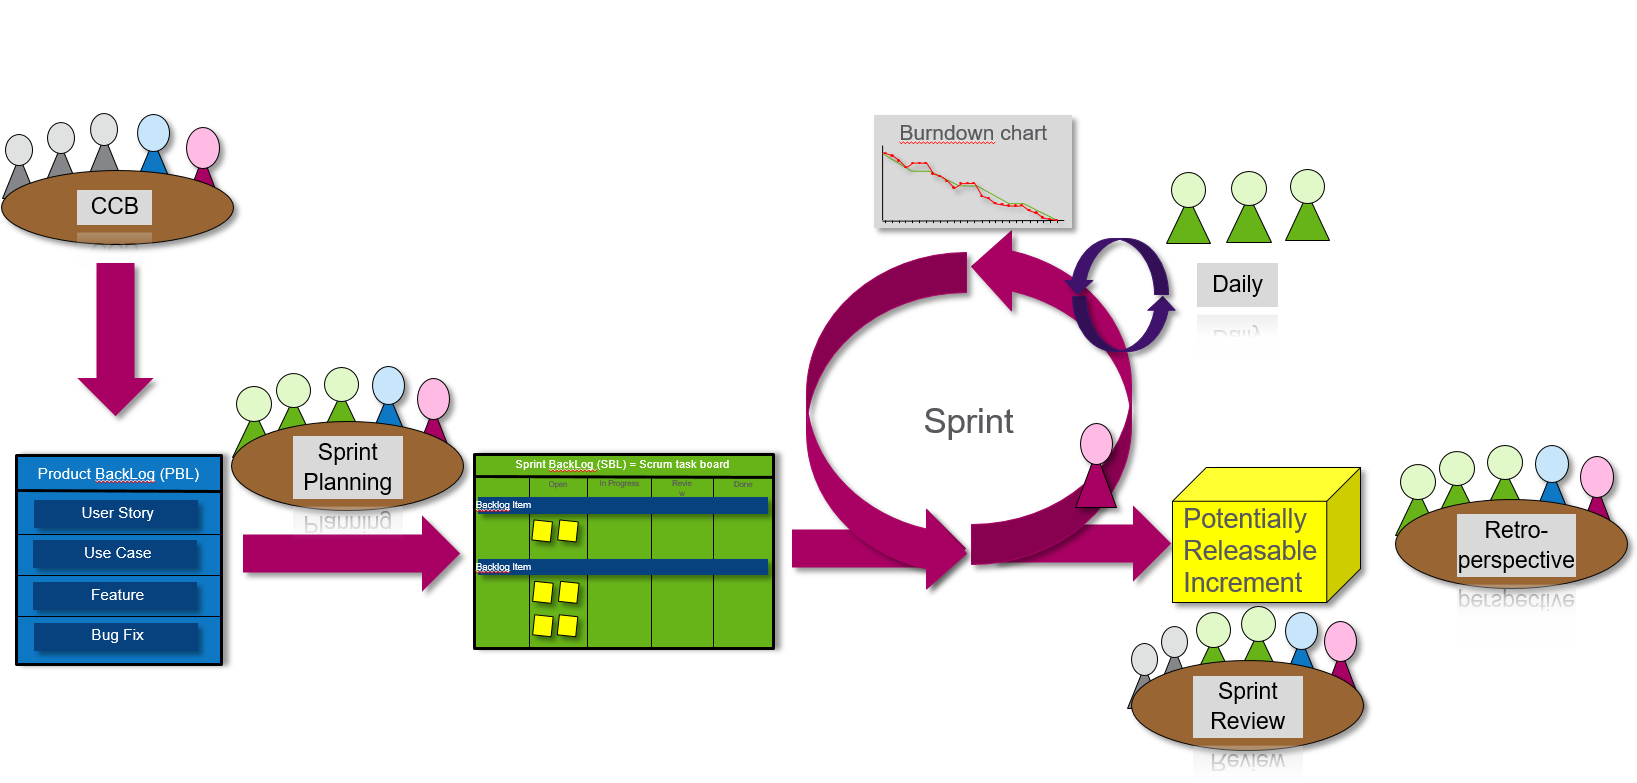 Burndown chart
CCB
Daily
Sprint
Sprint
Planning
Product BackLog (PBL)
User Story
Use Case
Feature
Bug Fix
Sprint BackLog (SBL) = Scrum task board
Open
In Progress
Revie
w
Done
Backlog Item
Backlog Item
Potentially
Releasable
Increment
Retro-
perspective
Sprint
Review